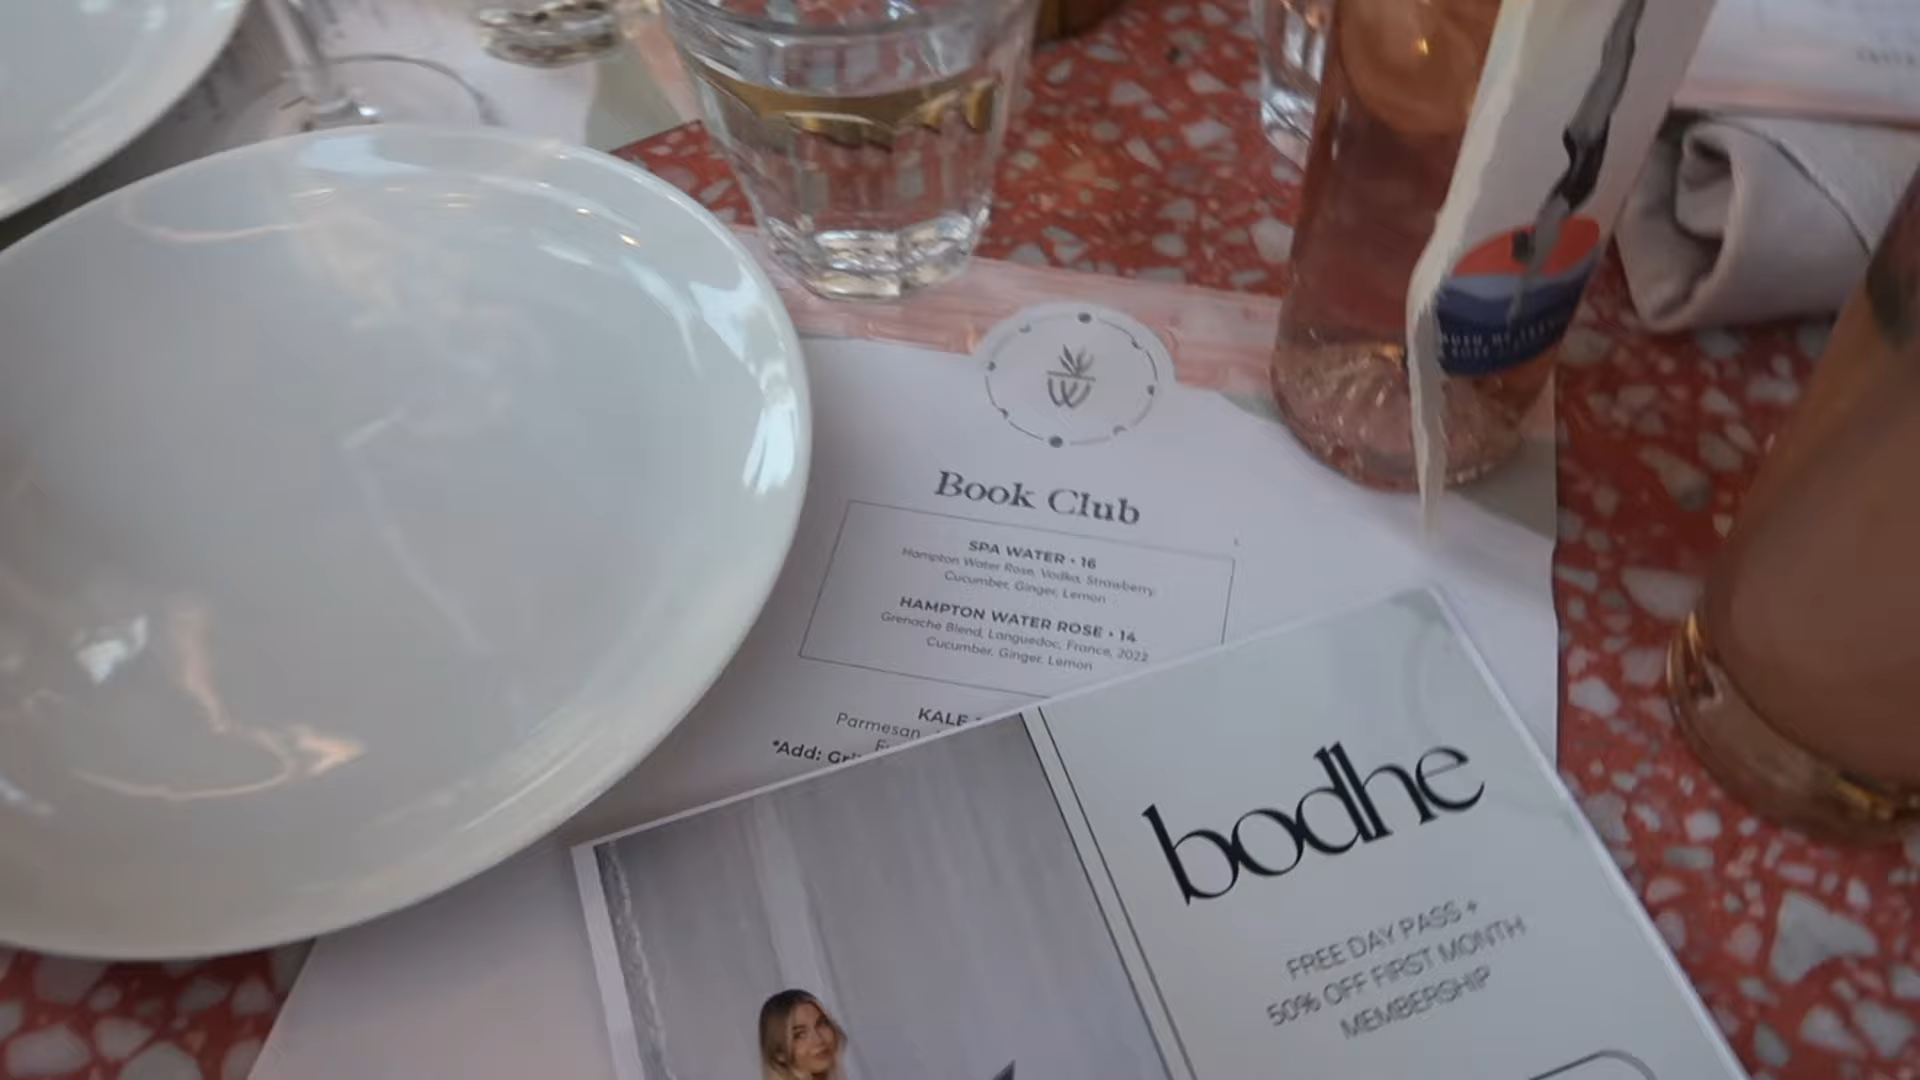 W
Book Club
SPA WATER • 16
Hampton Water Rose, Vodka, Strawberry,
Cucumber, Ginger, Lemon
HAMPTON WATER ROSE • 14
Grenache Blend, Languedoc, France, 2022
Cucumber, Ginger, Lemon
KALE
Parmesan
*Add:
bodhe
FREE DAY PASS +
50% OFF FIRST MONTH
MEMBERSHIP